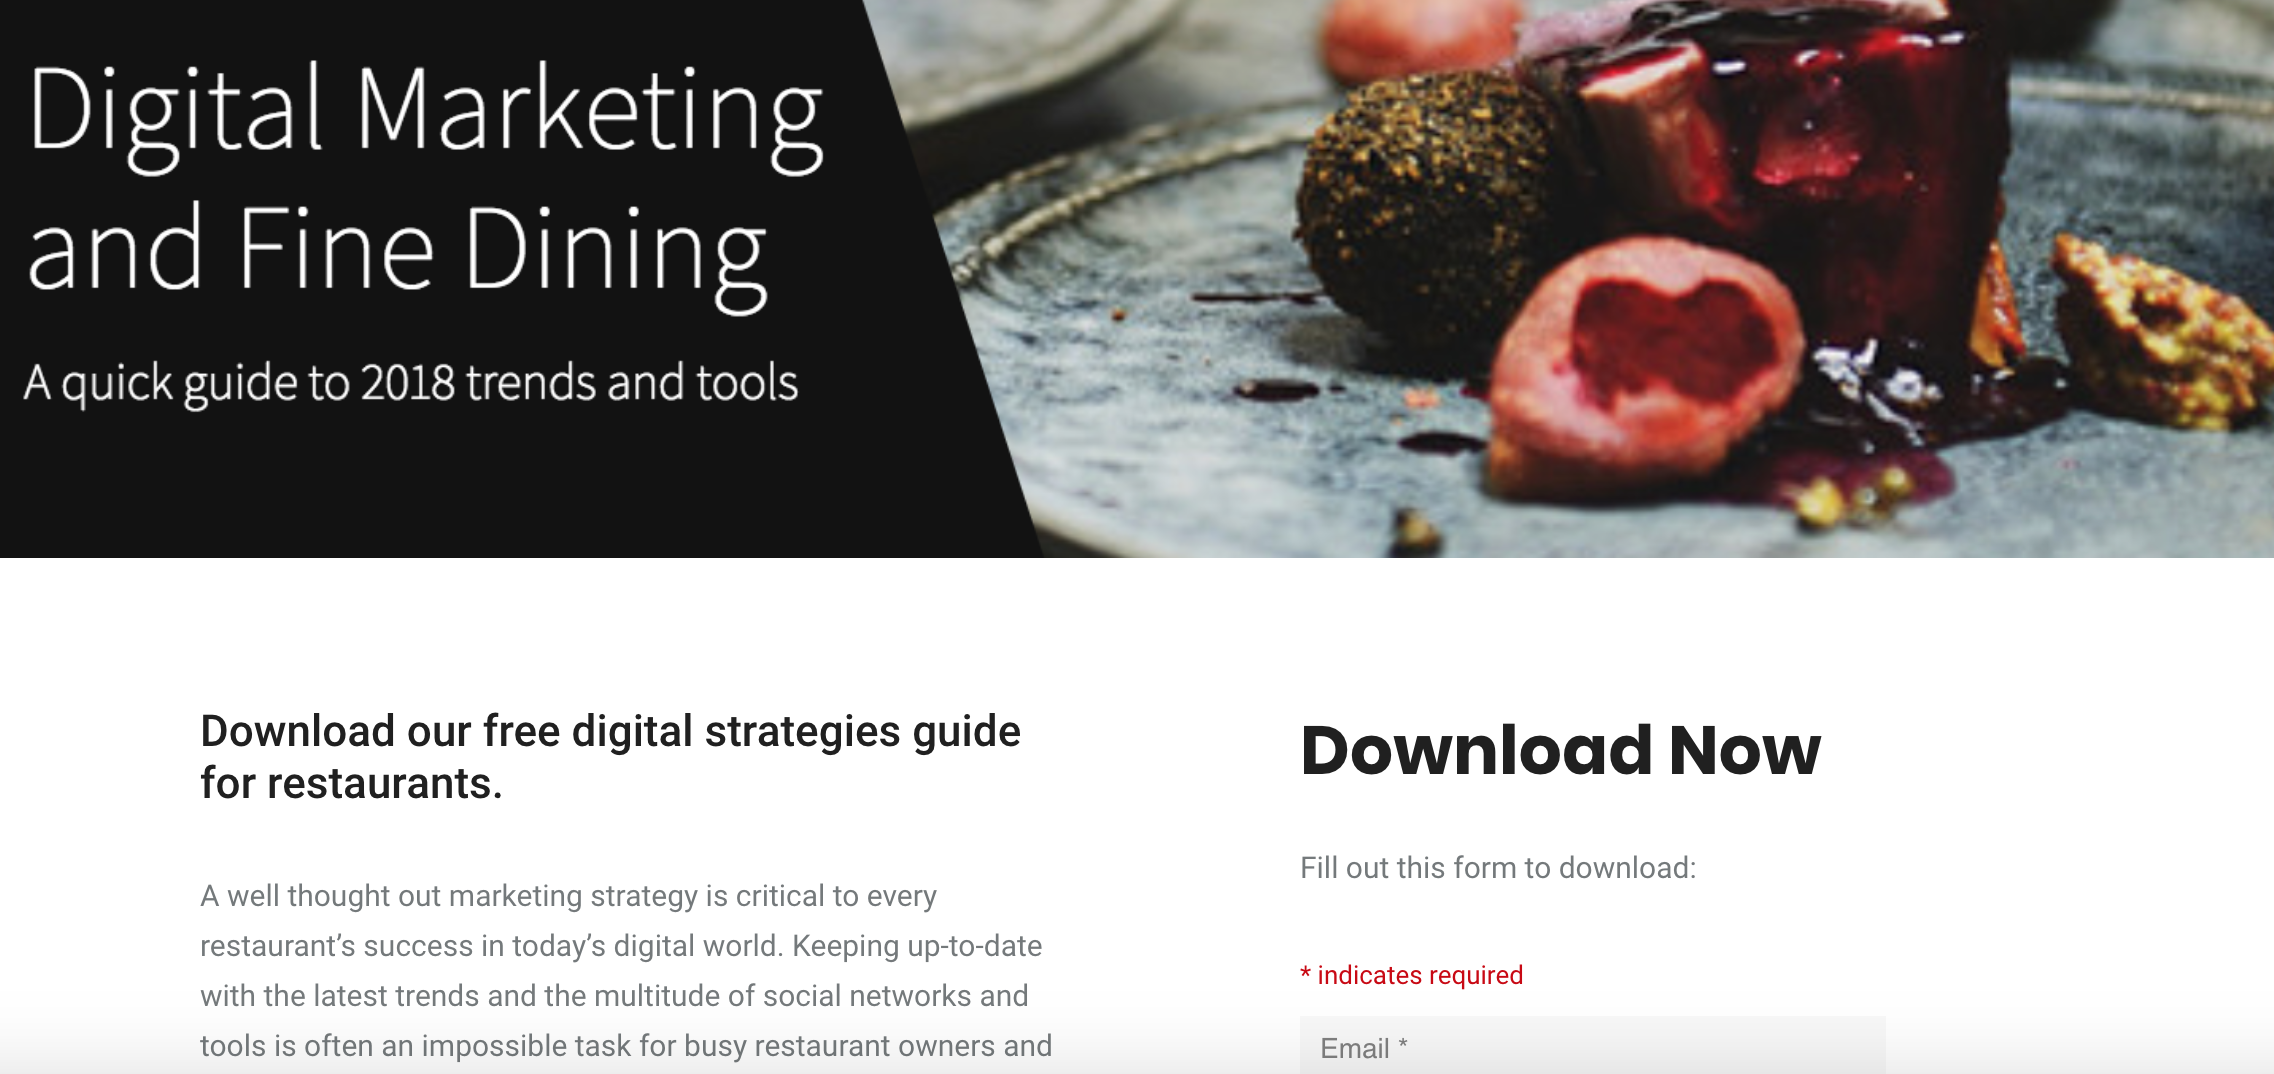 Digital Marketing
and Fine Dining
A quick guide to 2018 trends and tools
Download our free digital strategies guide
for restaurants.
A well thought out marketing strategy is critical to every
restaurant’s success in today’s digital world. Keeping up-to-date
with the latest trends and the multitude of social networks and
tools is often an impossible task for busy restaurant owners and
Download Now
Fill out this form to download:
* indicates required
Email *